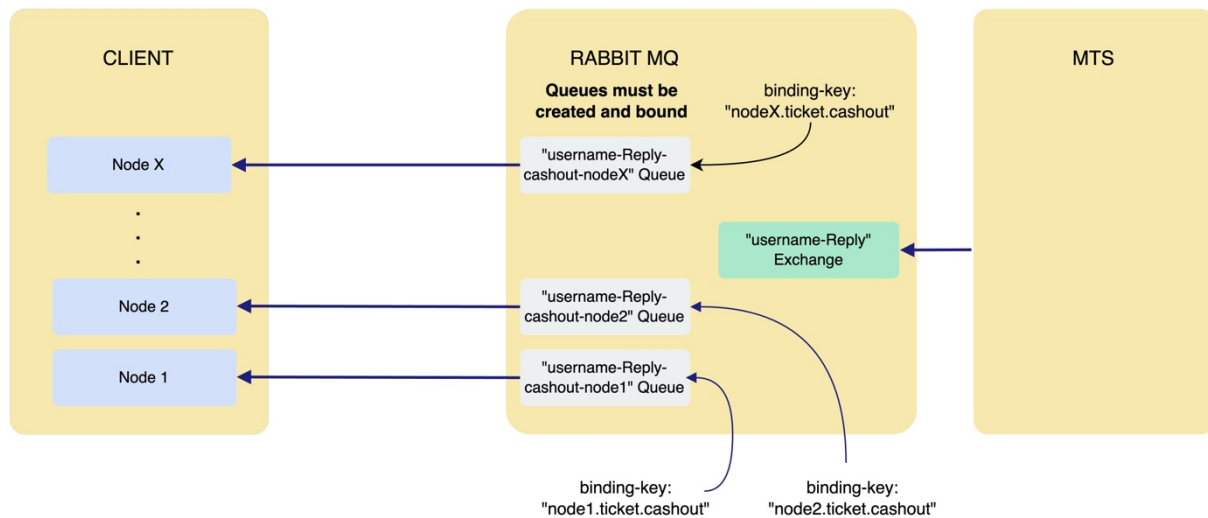 CLIENT
RABBIT MQ
MTS
Queues must be
created and bound
binding-key:
"nodeX.ticket.cashout"
Node X
"username-Reply-
cashout-nodeX" Queue
"username-Reply"
Exchange
Node 2
"username-Reply-
cashout-node2" Queue
Node 1
"username-Reply-
cashout-node1" Queue
binding-key:
"node1.ticket.cashout"
binding-key:
"node2.ticket.cashout"